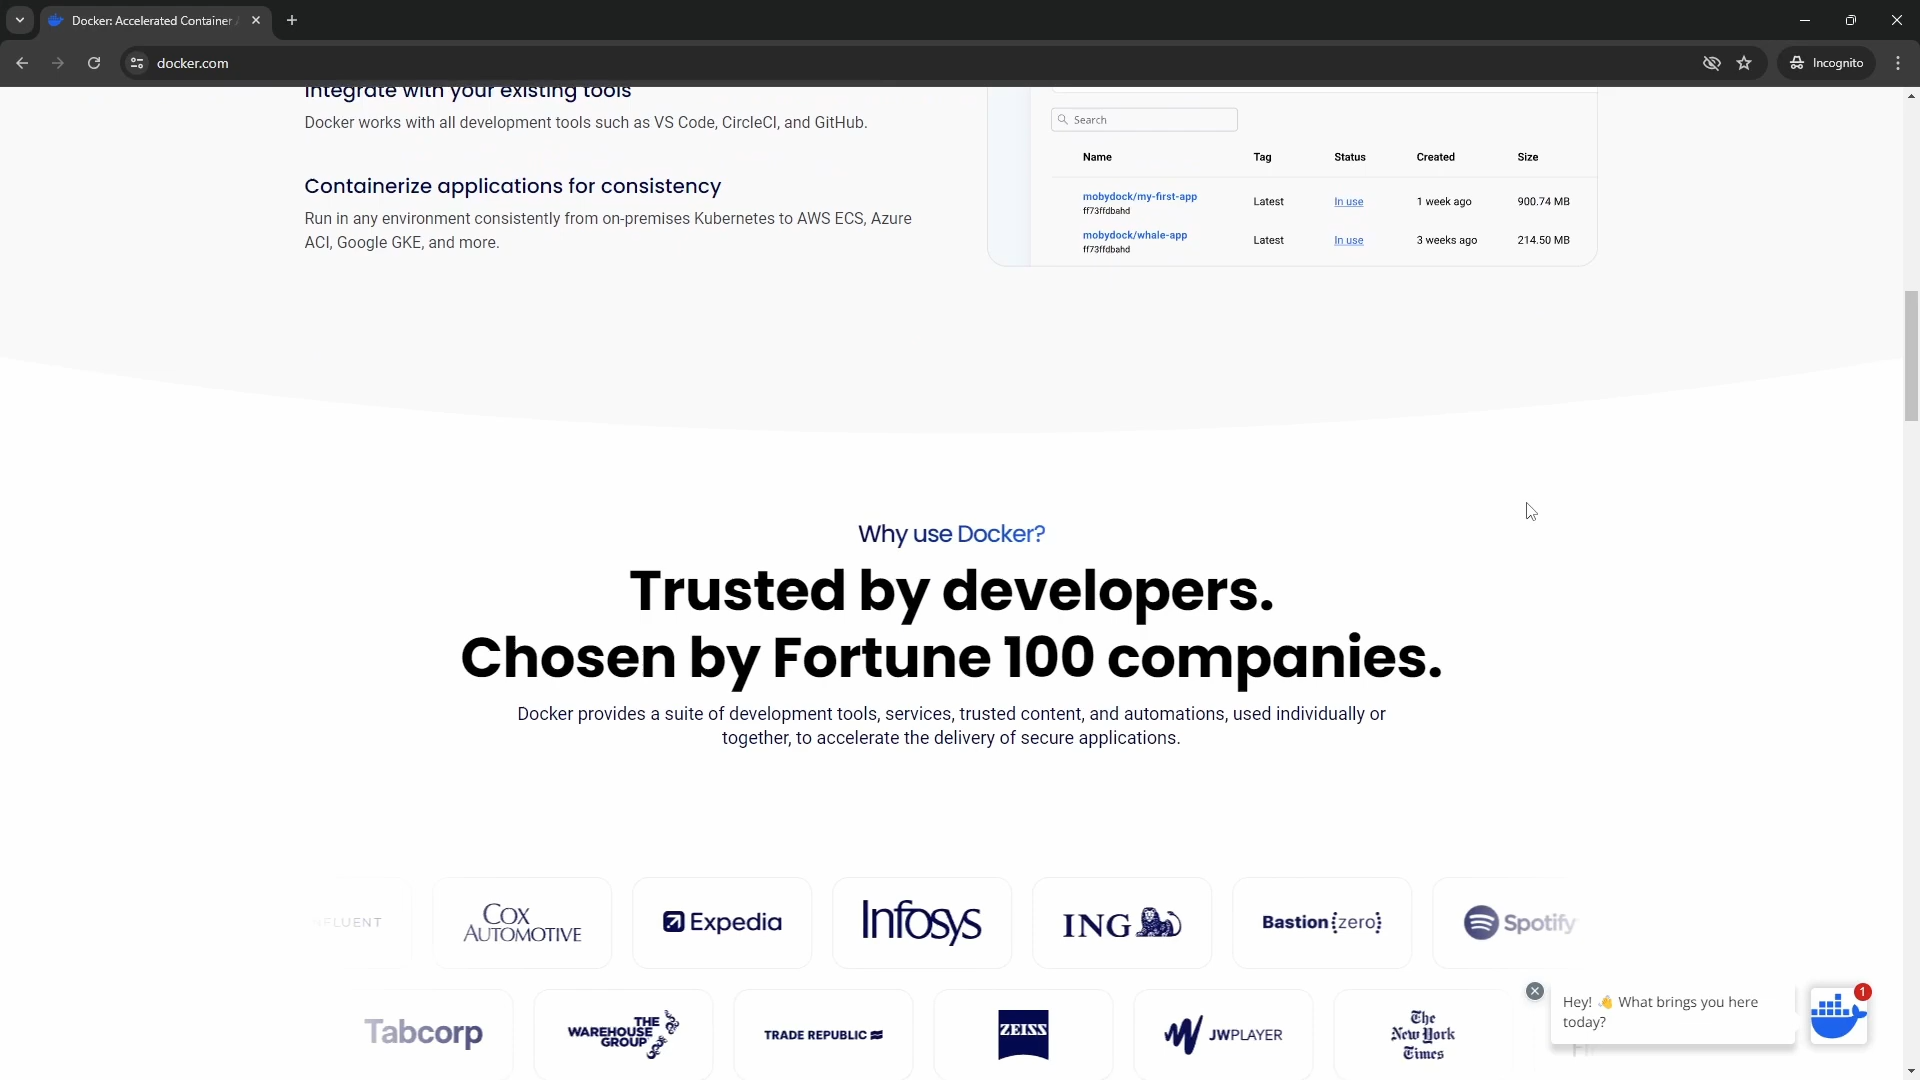 Docker: Accelerated Container
docker.com
Incognito
Integrate with your existing tools
Docker works with all development tools such as VS Code, CircleCI, and GitHub.
Containerize applications for consistency
Run in any environment consistently from on-premises Kubernetes to AWS ECS, Azure
ACI, Google GKE, and more.
Search
Name Tag Status Created Size
mobydock/my-first-app Latest In use 1 week ago 900.74 MB
ff73ffdbahd
mobydock/whale-app Latest In use 3 weeks ago 214.50 MB
ff73ffdbahd
Why use Docker?
Trusted by developers.
Chosen by Fortune 100 companies.
Docker provides a suite of development tools, services, trusted content, and automations, used individually or
together, to accelerate the delivery of secure applications.
FLUENT
COX
AUTOMOTIVE
Expedia
Infosys
ING
Bastion{zero}
Spotify
Tabcorp
THE
WAREHOUSE
GROUP
TRADE REPUBLIC
ZEISS
JWPLAYER
The
New York
Times
Hey! 👋 What brings you here
today?
1